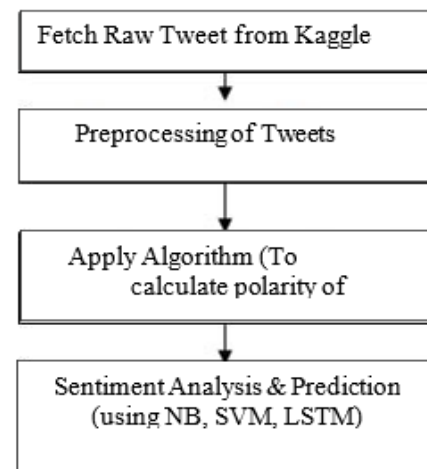 Fetch Raw Tweet from Kaggle
Preprocessing of Tweets
Apply Algorithm (To
calculate polarity of
Sentiment Analysis & Prediction
(using NB, SVM, LSTM)